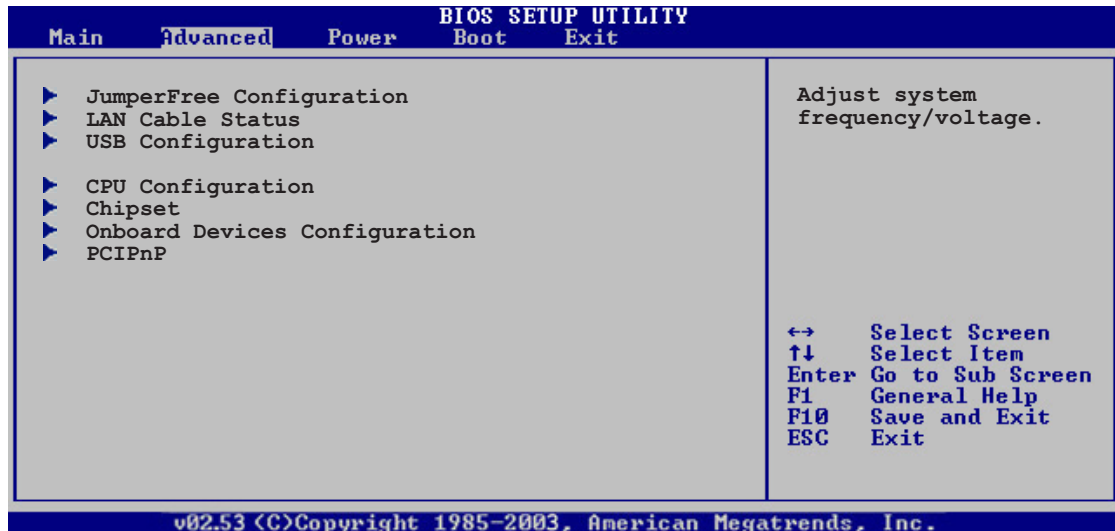 BIOS SETUP UTILITY
Main Advanced Power Boot Exit
JumperFree Configuration
LAN Cable Status
USB Configuration
CPU Configuration
Chipset
Onboard Devices Configuration
PCIPnP
Adjust system
frequency/voltage.
←→ Select Screen
↑↓ Select Item
Enter Go to Sub Screen
F1 General Help
F10 Save and Exit
ESC Exit
v02.53 (C)Copyright 1985-2003, American Megatrends, Inc.